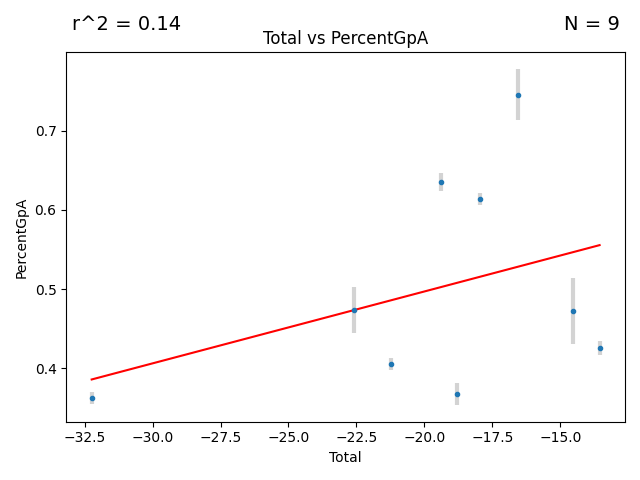 r^2 = 0.14
N = 9
Total vs PercentGpA
PercentGpA
0.7
0.6
0.5
0.4
−32.5
−30.0
−27.5
−25.0
−22.5
−20.0
−17.5
−15.0
Total